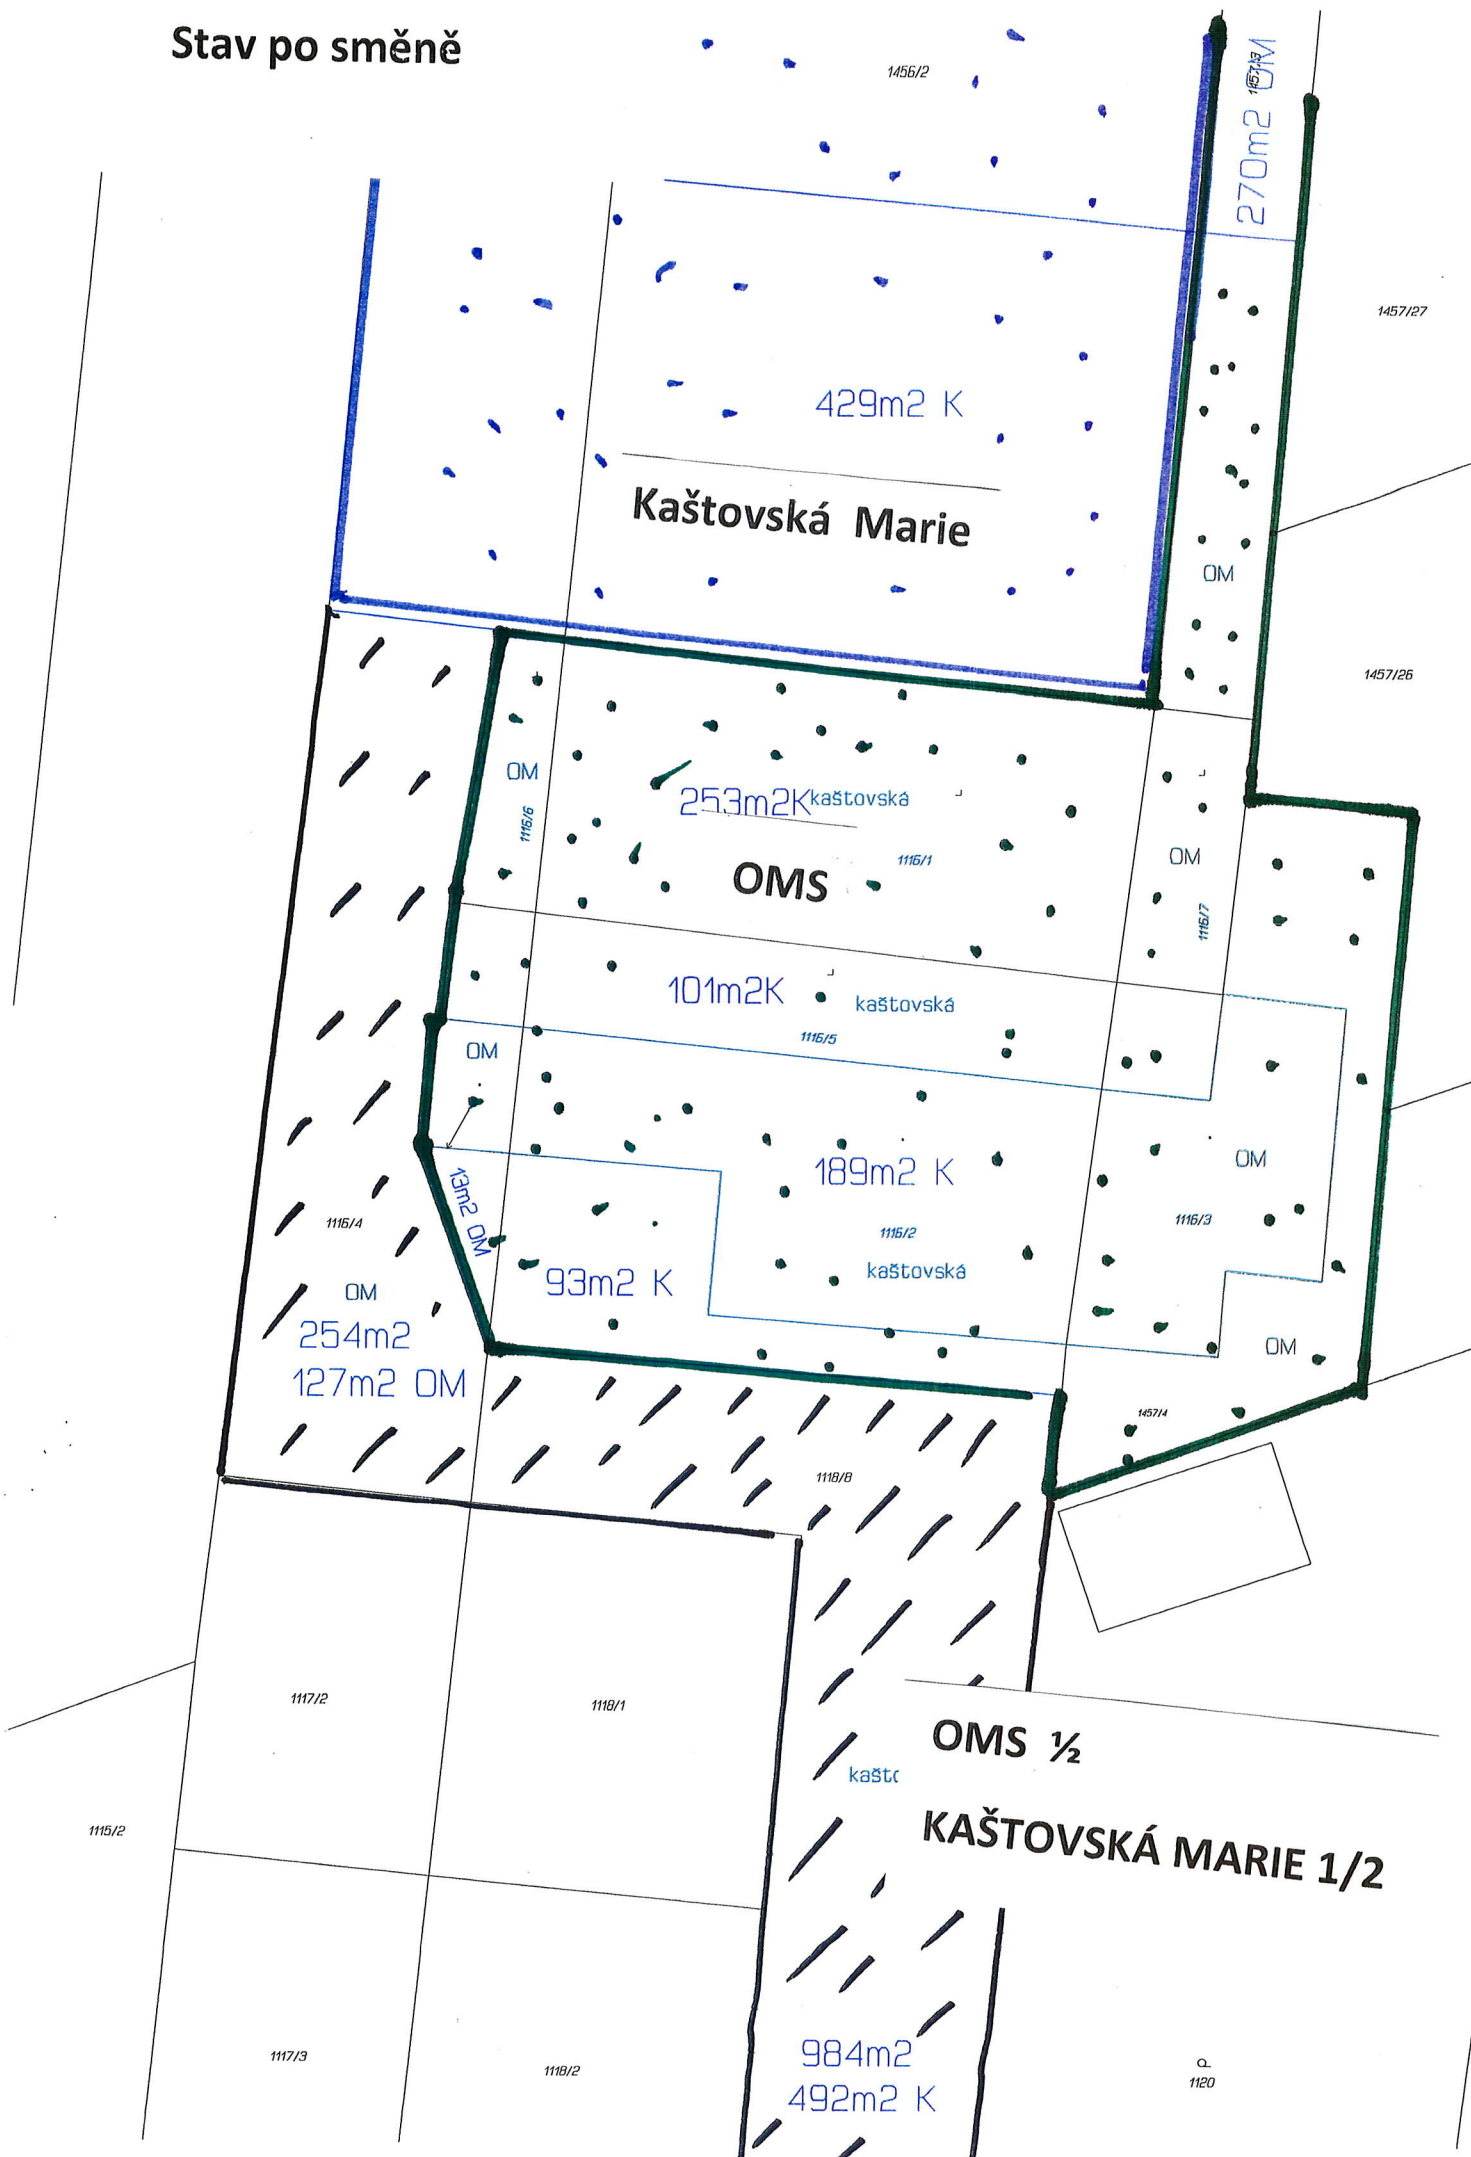 Stav po směně
1456/2
1457/3
270m2 OM
1457/27
429m2 K
Kaštovská Marie
OM
1457/26
OM
1116/6
253m2K kaštovská
1116/1
OMS
OM
1116/7
101m2K
kaštovská
1116/5
OM
13m2 OM
189m2 K
1116/2
kaštovská
OM
1116/3
93m2 K
1116/4
OM
254m2
127m2 OM
OM
1457/4
1118/8
1117/2
1118/1
OMS ½
kašto
KAŠTOVSKÁ MARIE 1/2
1115/2
1117/3
1118/2
984m2
492m2 K
1120